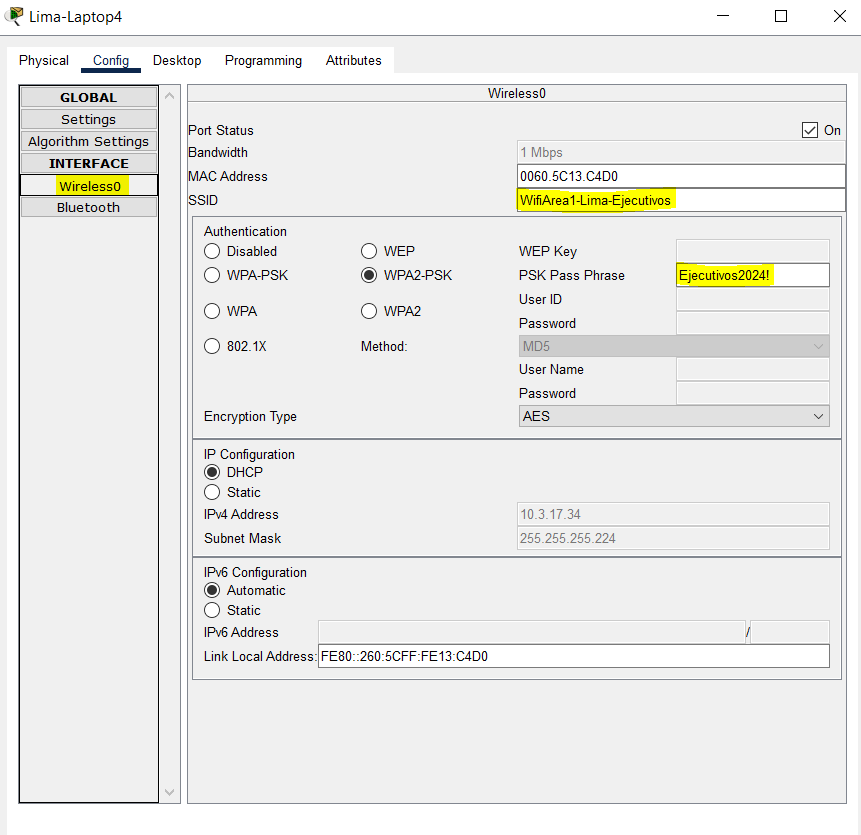 Lima-Laptop4
Physical Config Desktop Programming Attributes
GLOBAL
Settings
Algorithm Settings
INTERFACE
Wireless0
Bluetooth
Wireless0
Port Status On
Bandwidth 1 Mbps
MAC Address 0060.5C13.C4D0
SSID WifiArea1-Lima-Ejecutivos
Authentication
Disabled WEP WEP Key
WPA-PSK WPA2-PSK PSK Pass Phrase Ejecutivos2024!
User ID
WPA WPA2 Password
802.1X Method: MD5
User Name
Password
Encryption Type AES
IP Configuration
DHCP
Static
IPv4 Address 10.3.17.34
Subnet Mask 255.255.255.224
IPv6 Configuration
Automatic
Static
IPv6 Address /
Link Local Address: FE80::260:5CFF:FE13:C4D0